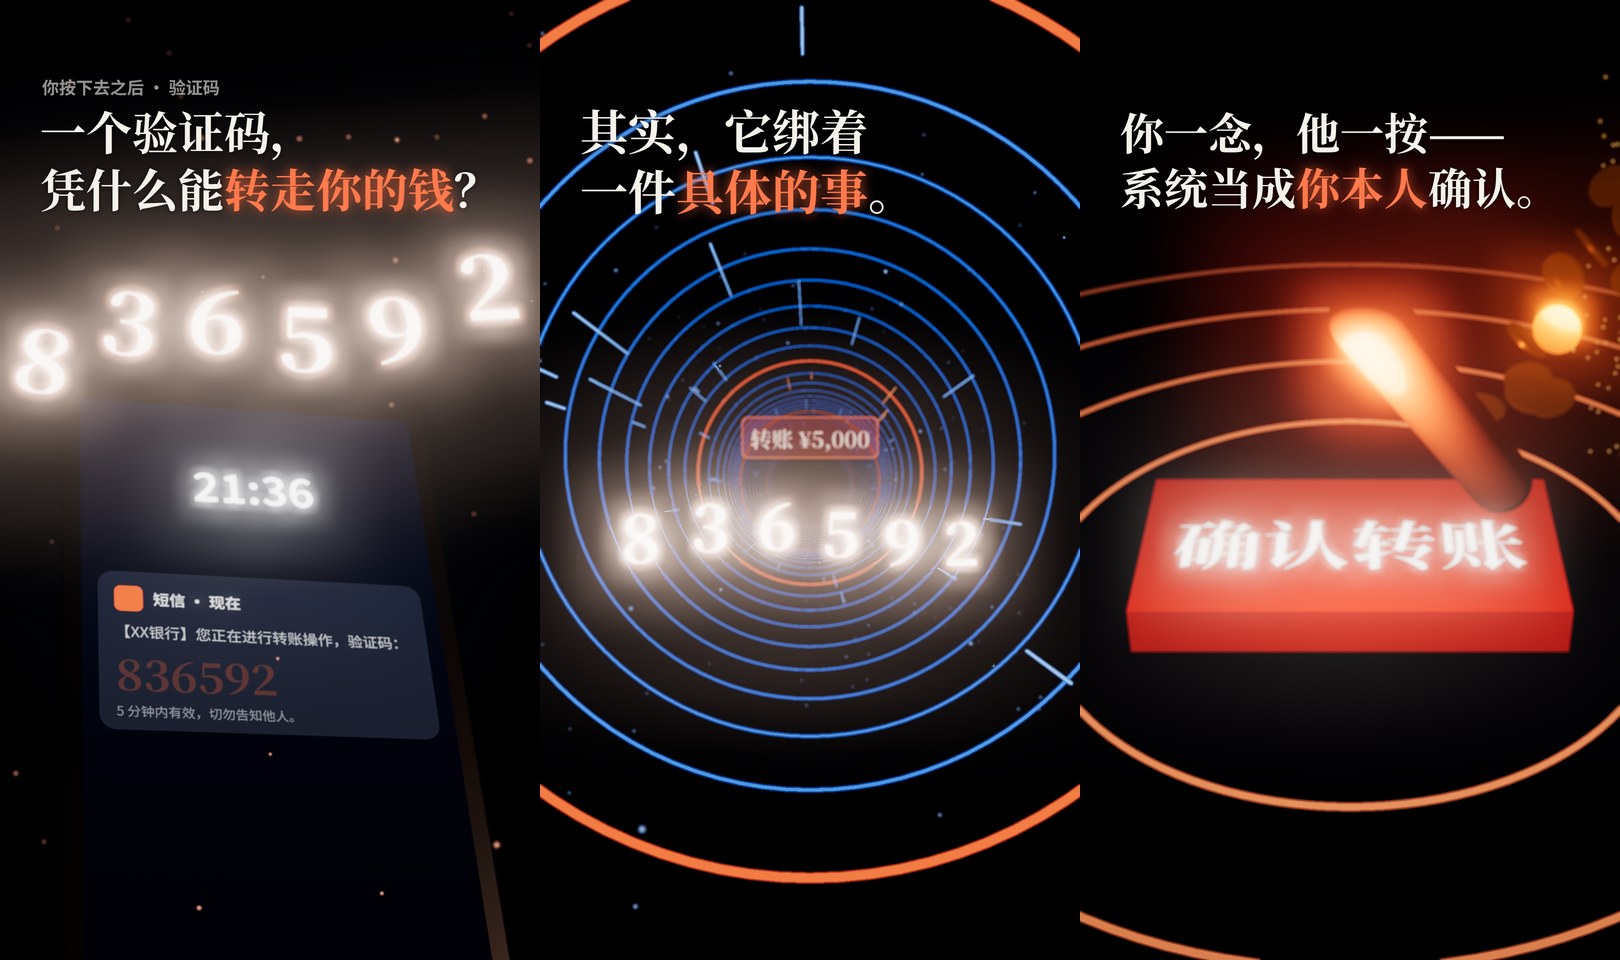 你按下去之后 · 验证码
一个验证码，
凭什么能转走你的钱？
836592
21:36
短信 · 现在
【XX银行】您正在进行转账操作，验证码：
836592
5 分钟内有效，切勿告知他人。
其实，它绑着
一件具体的事。
转账 ¥5,000
836592
你一念，他一按——
系统当成你本人确认。
确认转账